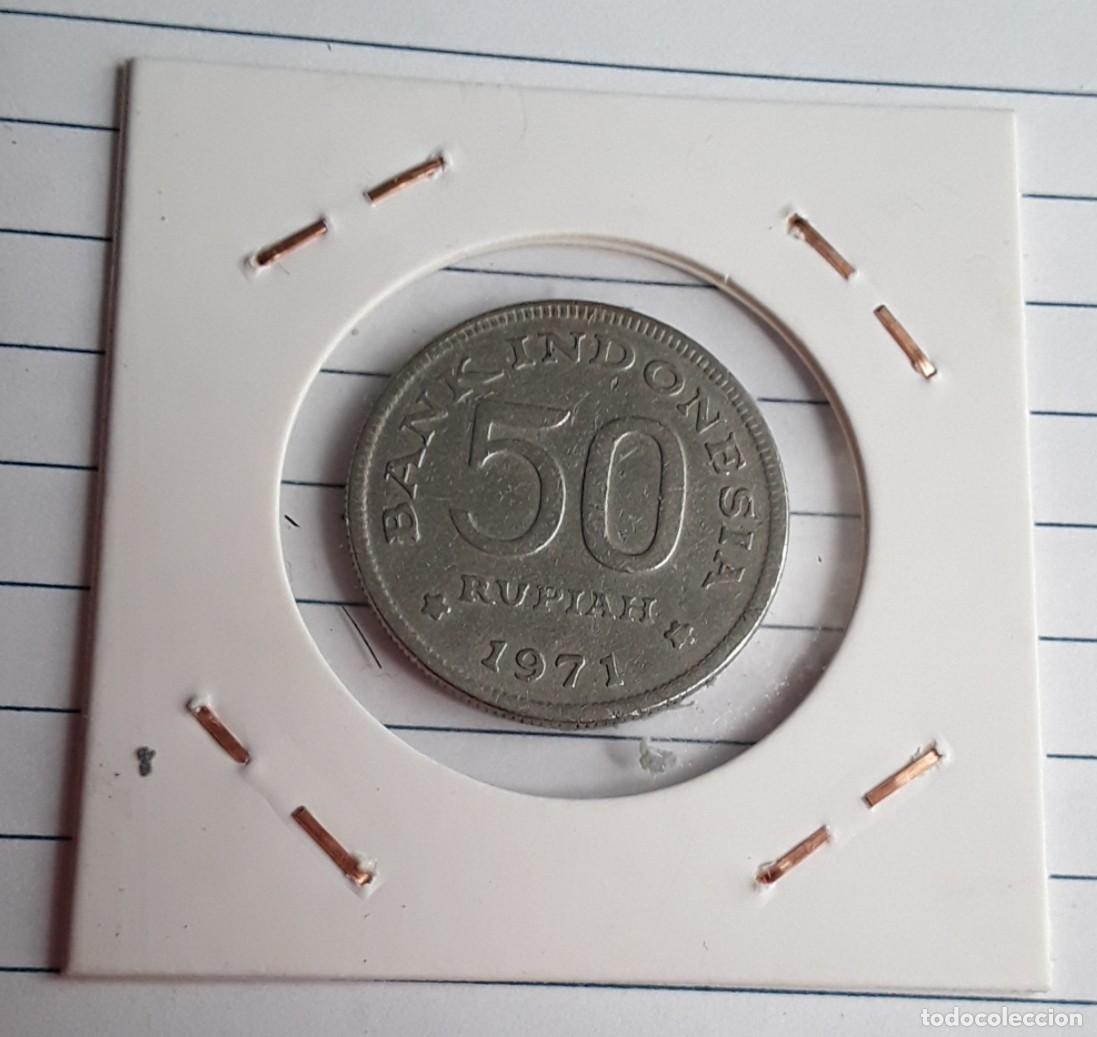 BANK INDONESIA
50
RUPIAH
1971
todocoleccion